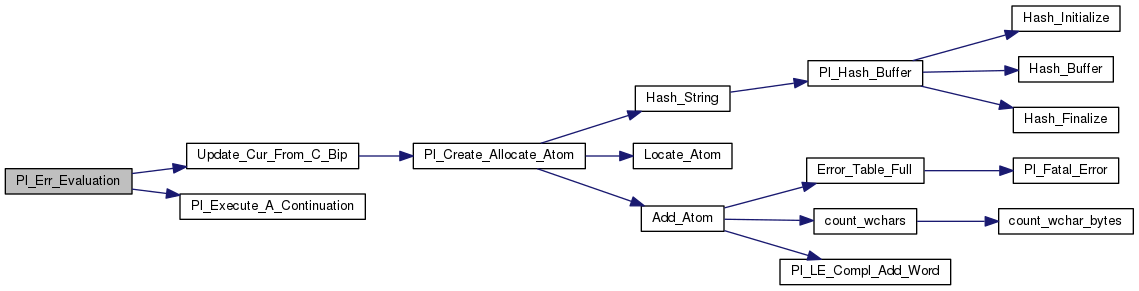 Pl_Err_Evaluation
Update_Cur_From_C_Bip
Pl_Execute_A_Continuation
Pl_Create_Allocate_Atom
Hash_String
Locate_Atom
Add_Atom
Pl_Hash_Buffer
Error_Table_Full
count_wchars
Pl_LE_Compl_Add_Word
Hash_Initialize
Hash_Buffer
Hash_Finalize
Pl_Fatal_Error
count_wchar_bytes